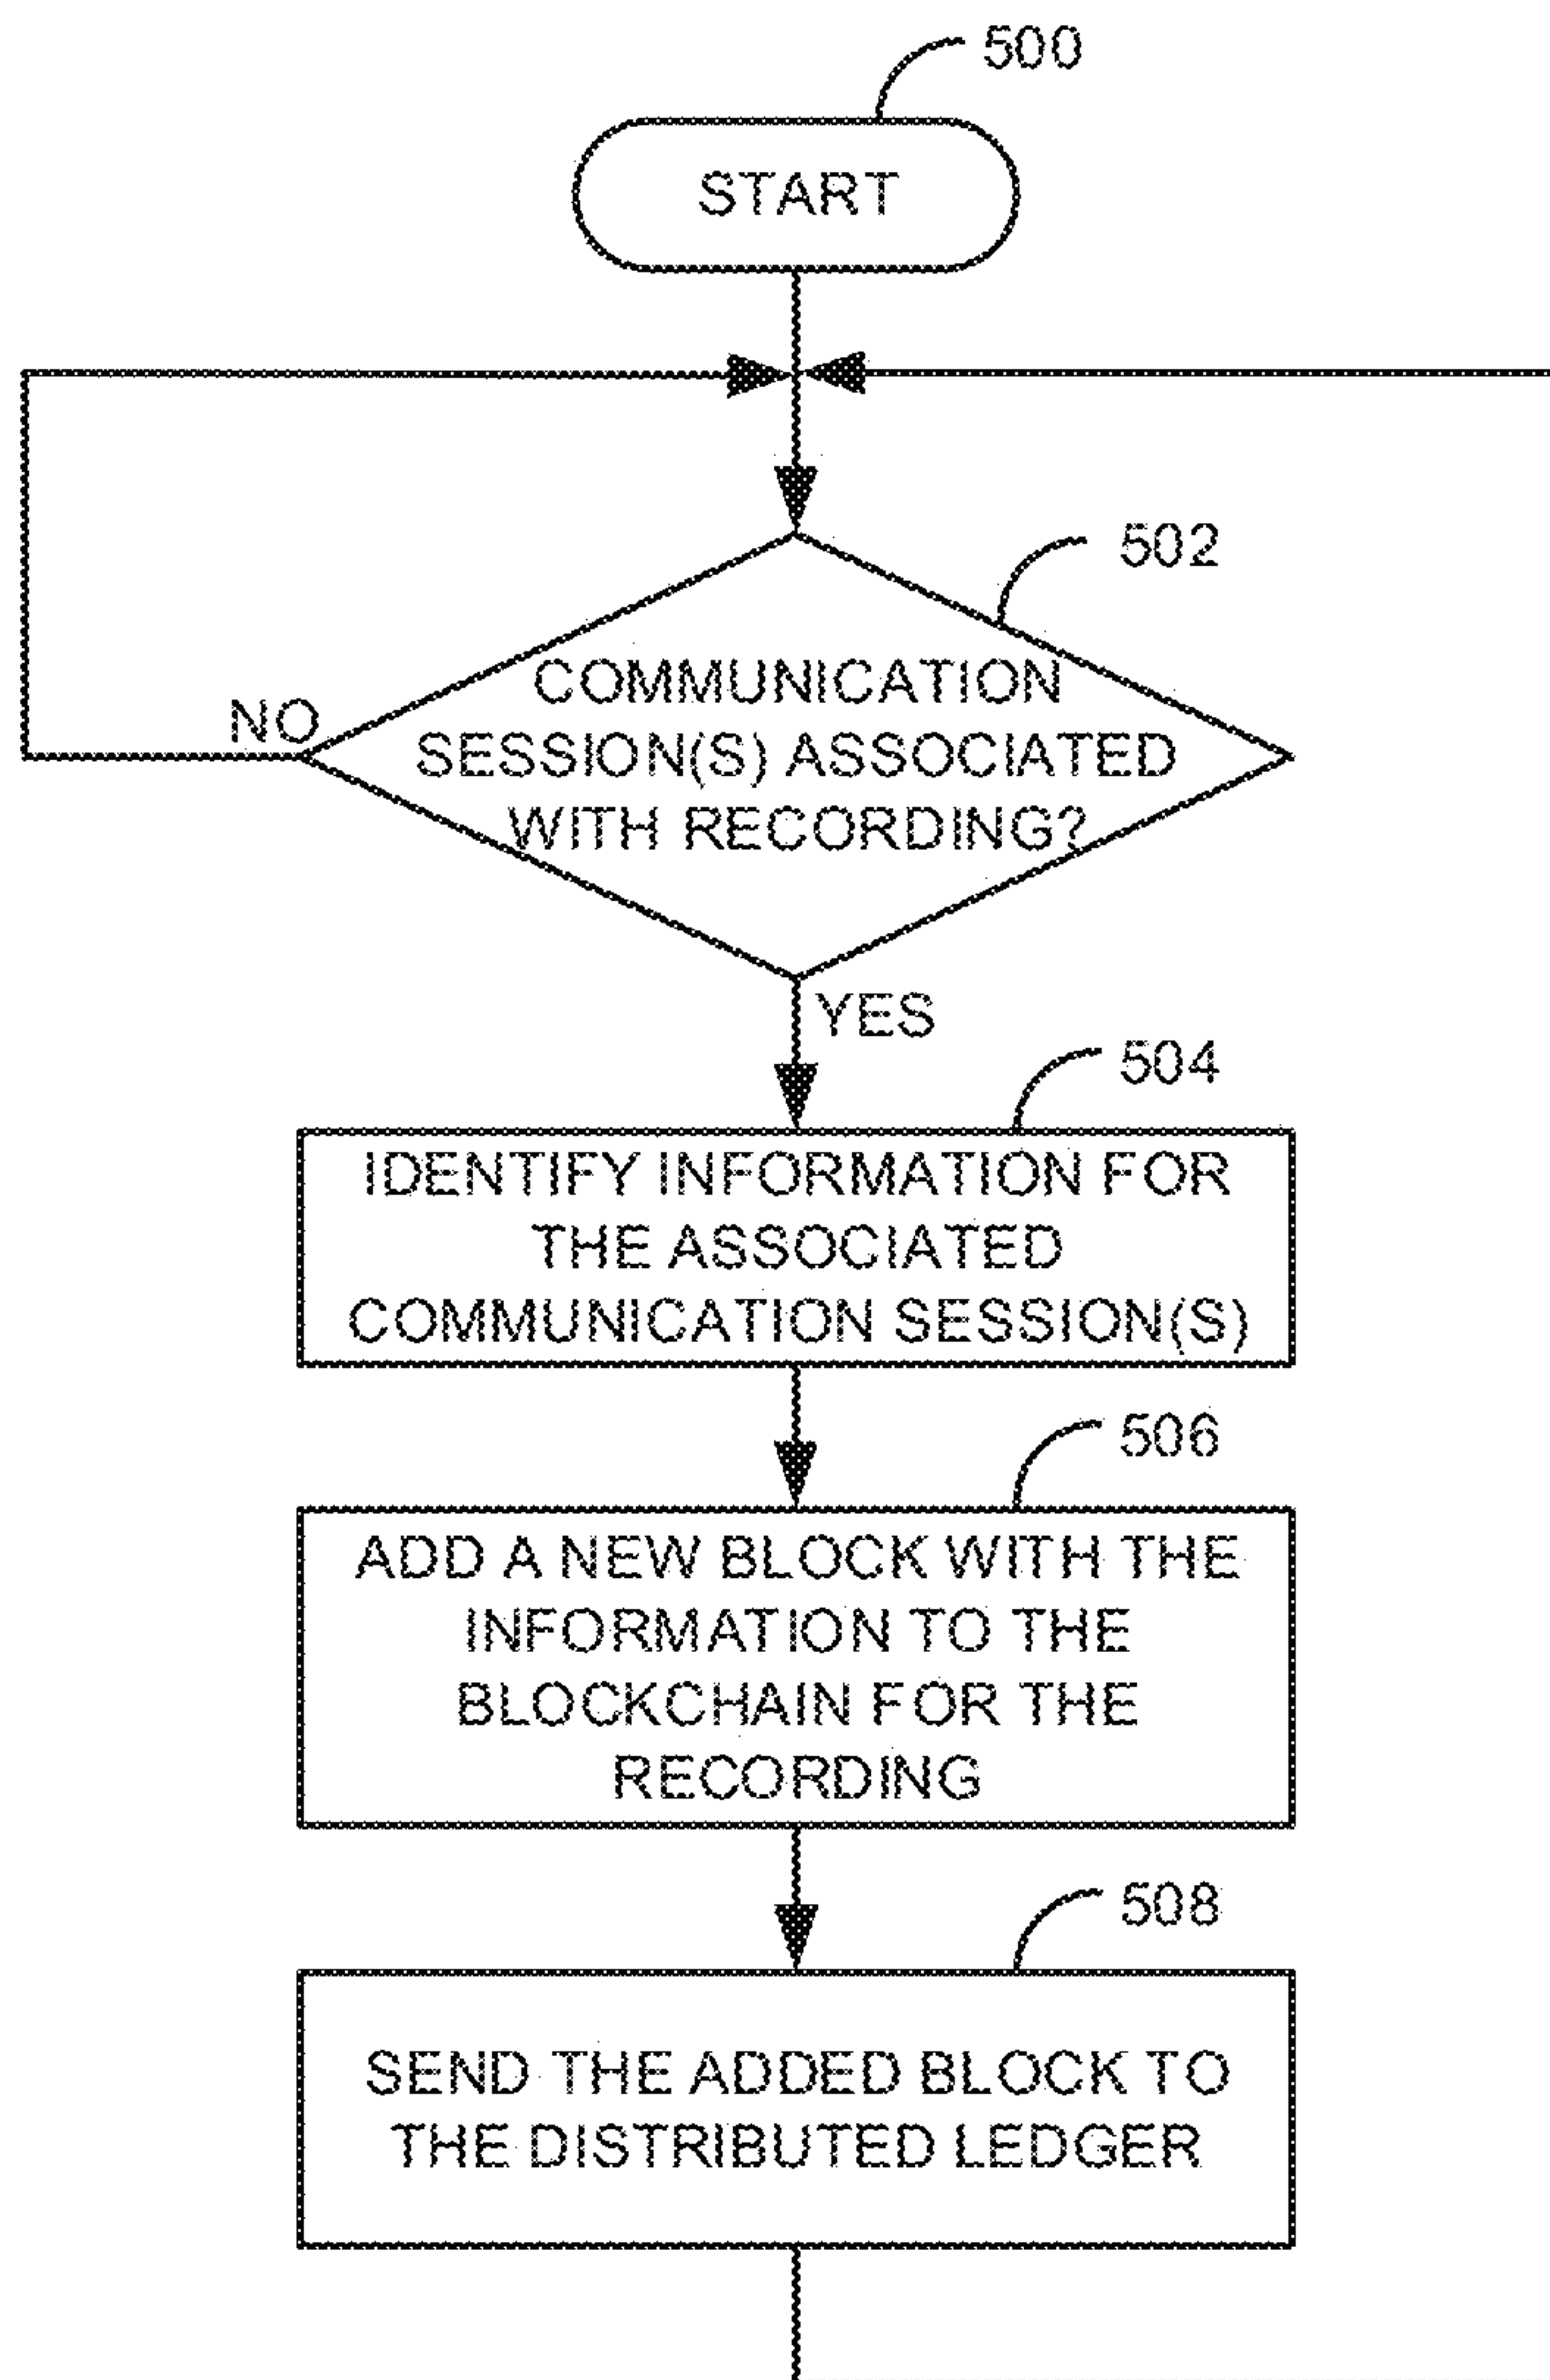 500
START
502
COMMUNICATION
SESSION(S) ASSOCIATED
WITH RECORDING?
NO
YES
504
IDENTIFY INFORMATION FOR
THE ASSOCIATED
COMMUNICATION SESSION(S)
506
ADD A NEW BLOCK WITH THE
INFORMATION TO THE
BLOCKCHAIN FOR THE
RECORDING
508
SEND THE ADDED BLOCK TO
THE DISTRIBUTED LEDGER